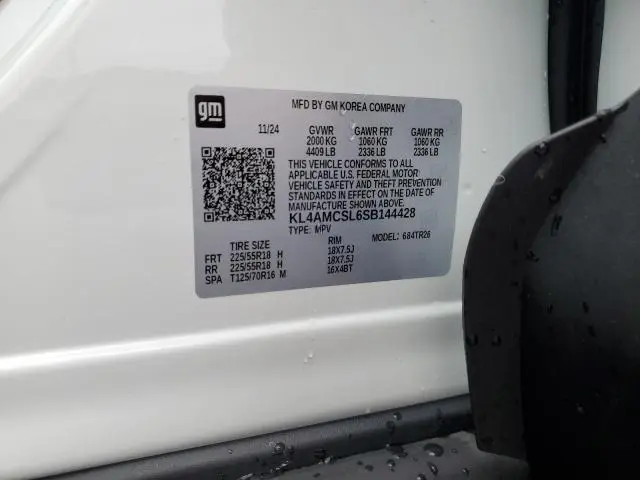 gm
MFD BY GM KOREA COMPANY
11/24 GVWR GAWR FRT GAWR RR
2000 KG 1060 KG 1060 KG
4409 LB 2336 LB 2336 LB
THIS VEHICLE CONFORMS TO ALL
APPLICABLE U.S. FEDERAL MOTOR
VEHICLE SAFETY AND THEFT PREVENTION
STANDARDS IN EFFECT ON THE DATE OF
MANUFACTURE SHOWN ABOVE.
KL4AMCSL6SB144428
TYPE: MPV MODEL: 684TR26
TIRE SIZE RIM
FRT 225/55R18 H 18X7.5J
RR 225/55R18 H 18X7.5J
SPA T125/70R16 M 16X4BT